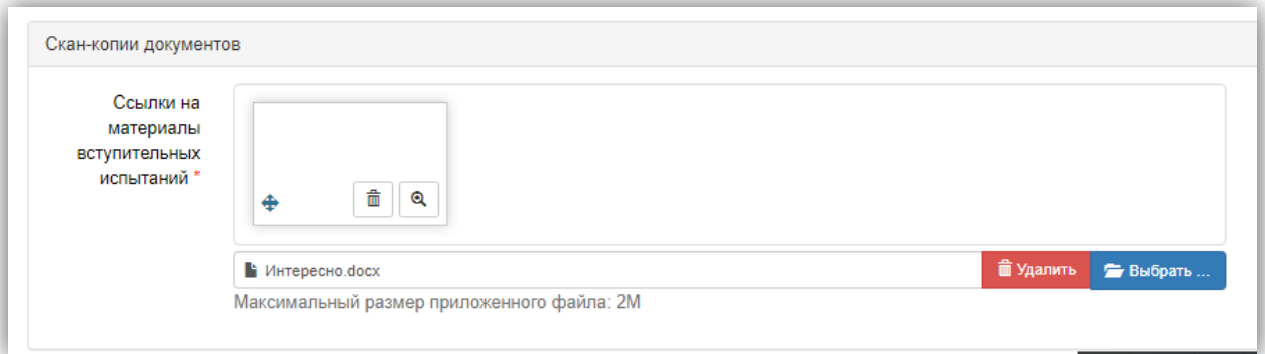 Скан-копии документов
Ссылки на
материалы
вступительных
испытаний *
Интересно.docx
Удалить
Выбрать ...
Максимальный размер приложенного файла: 2M